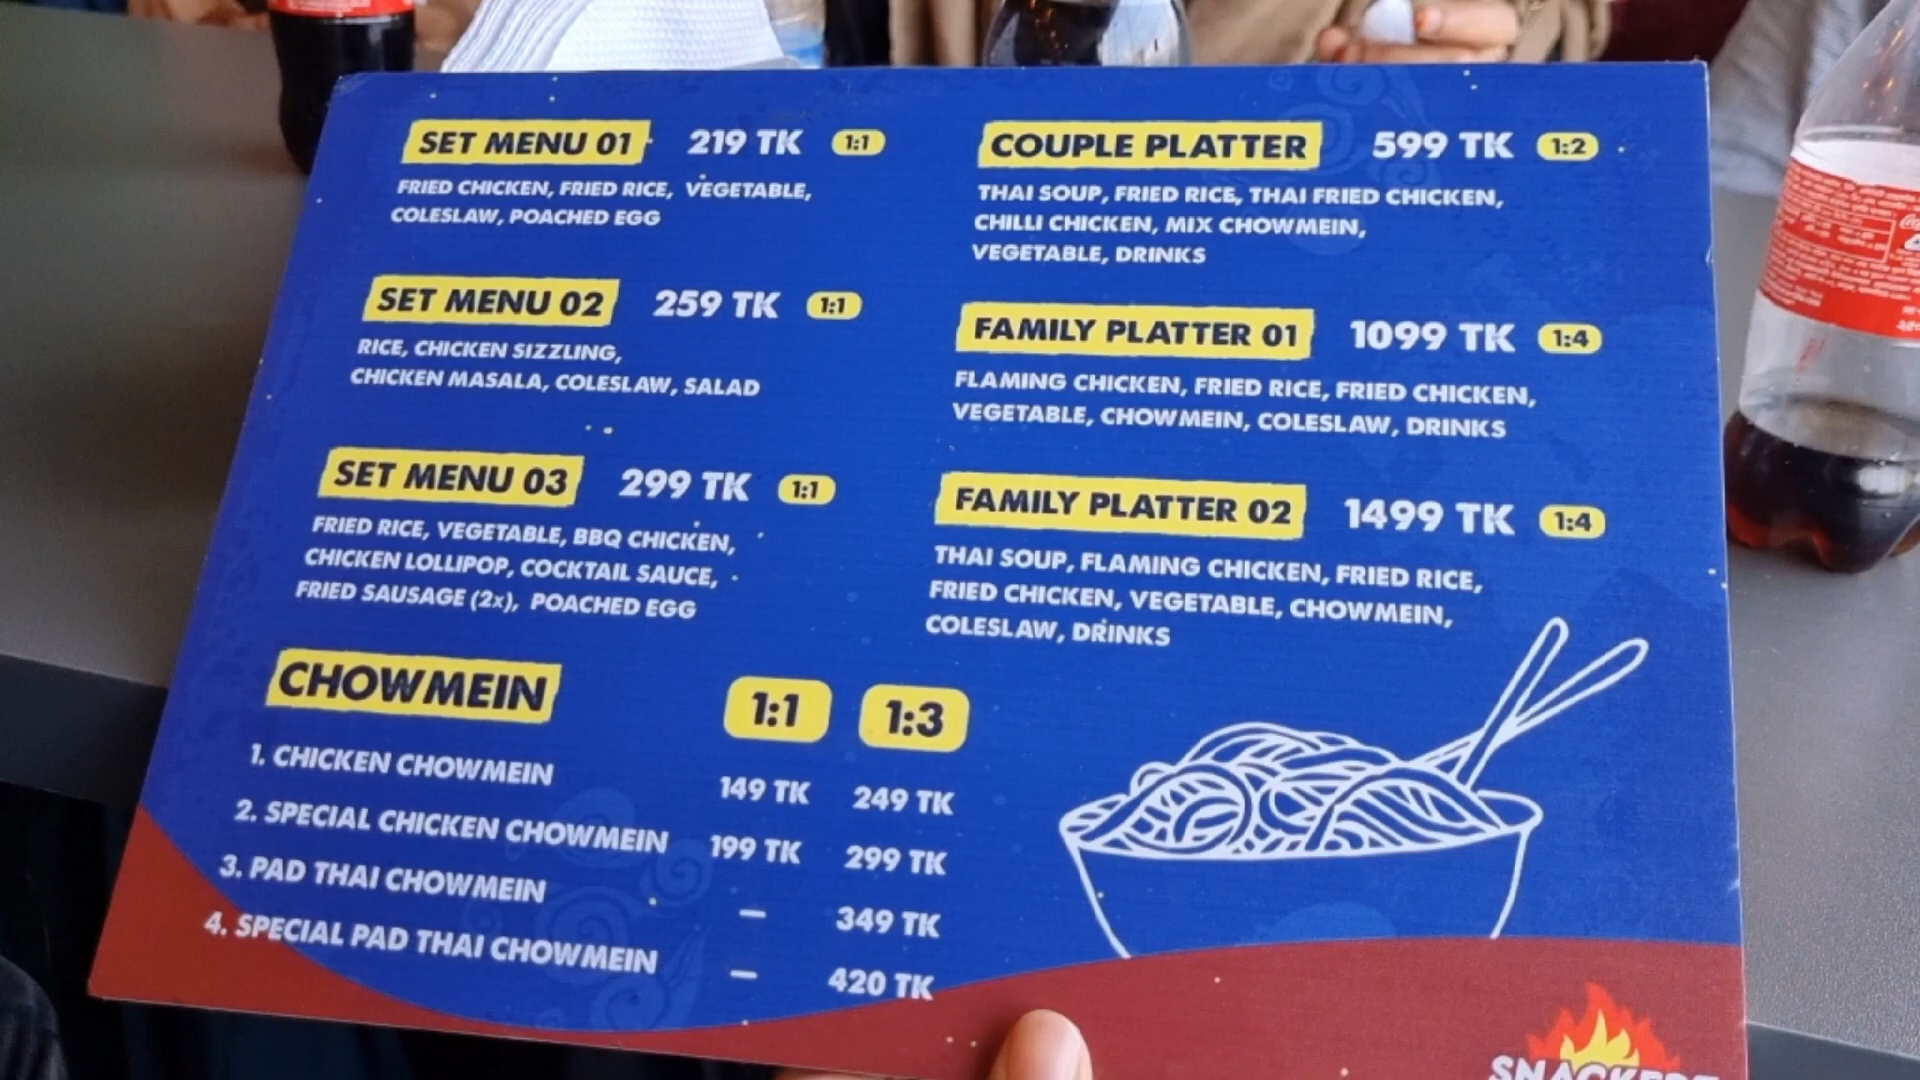 SET MENU 01 219 TK 1:1
FRIED CHICKEN, FRIED RICE, VEGETABLE,
COLESLAW, POACHED EGG
SET MENU 02 259 TK 1:1
RICE, CHICKEN SIZZLING,
CHICKEN MASALA, COLESLAW, SALAD
SET MENU 03 299 TK 1:1
FRIED RICE, VEGETABLE, BBQ CHICKEN,
CHICKEN LOLLIPOP, COCKTAIL SAUCE,
FRIED SAUSAGE (2x), POACHED EGG
COUPLE PLATTER 599 TK 1:2
THAI SOUP, FRIED RICE, THAI FRIED CHICKEN,
CHILLI CHICKEN, MIX CHOWMEIN,
VEGETABLE, DRINKS
FAMILY PLATTER 01 1099 TK 1:4
FLAMING CHICKEN, FRIED RICE, FRIED CHICKEN,
VEGETABLE, CHOWMEIN, COLESLAW, DRINKS
FAMILY PLATTER 02 1499 TK 1:4
THAI SOUP, FLAMING CHICKEN, FRIED RICE,
FRIED CHICKEN, VEGETABLE, CHOWMEIN,
COLESLAW, DRINKS
CHOWMEIN 1:1 1:3
1. CHICKEN CHOWMEIN 149 TK 249 TK
2. SPECIAL CHICKEN CHOWMEIN 199 TK 299 TK
3. PAD THAI CHOWMEIN — 349 TK
4. SPECIAL PAD THAI CHOWMEIN — 420 TK